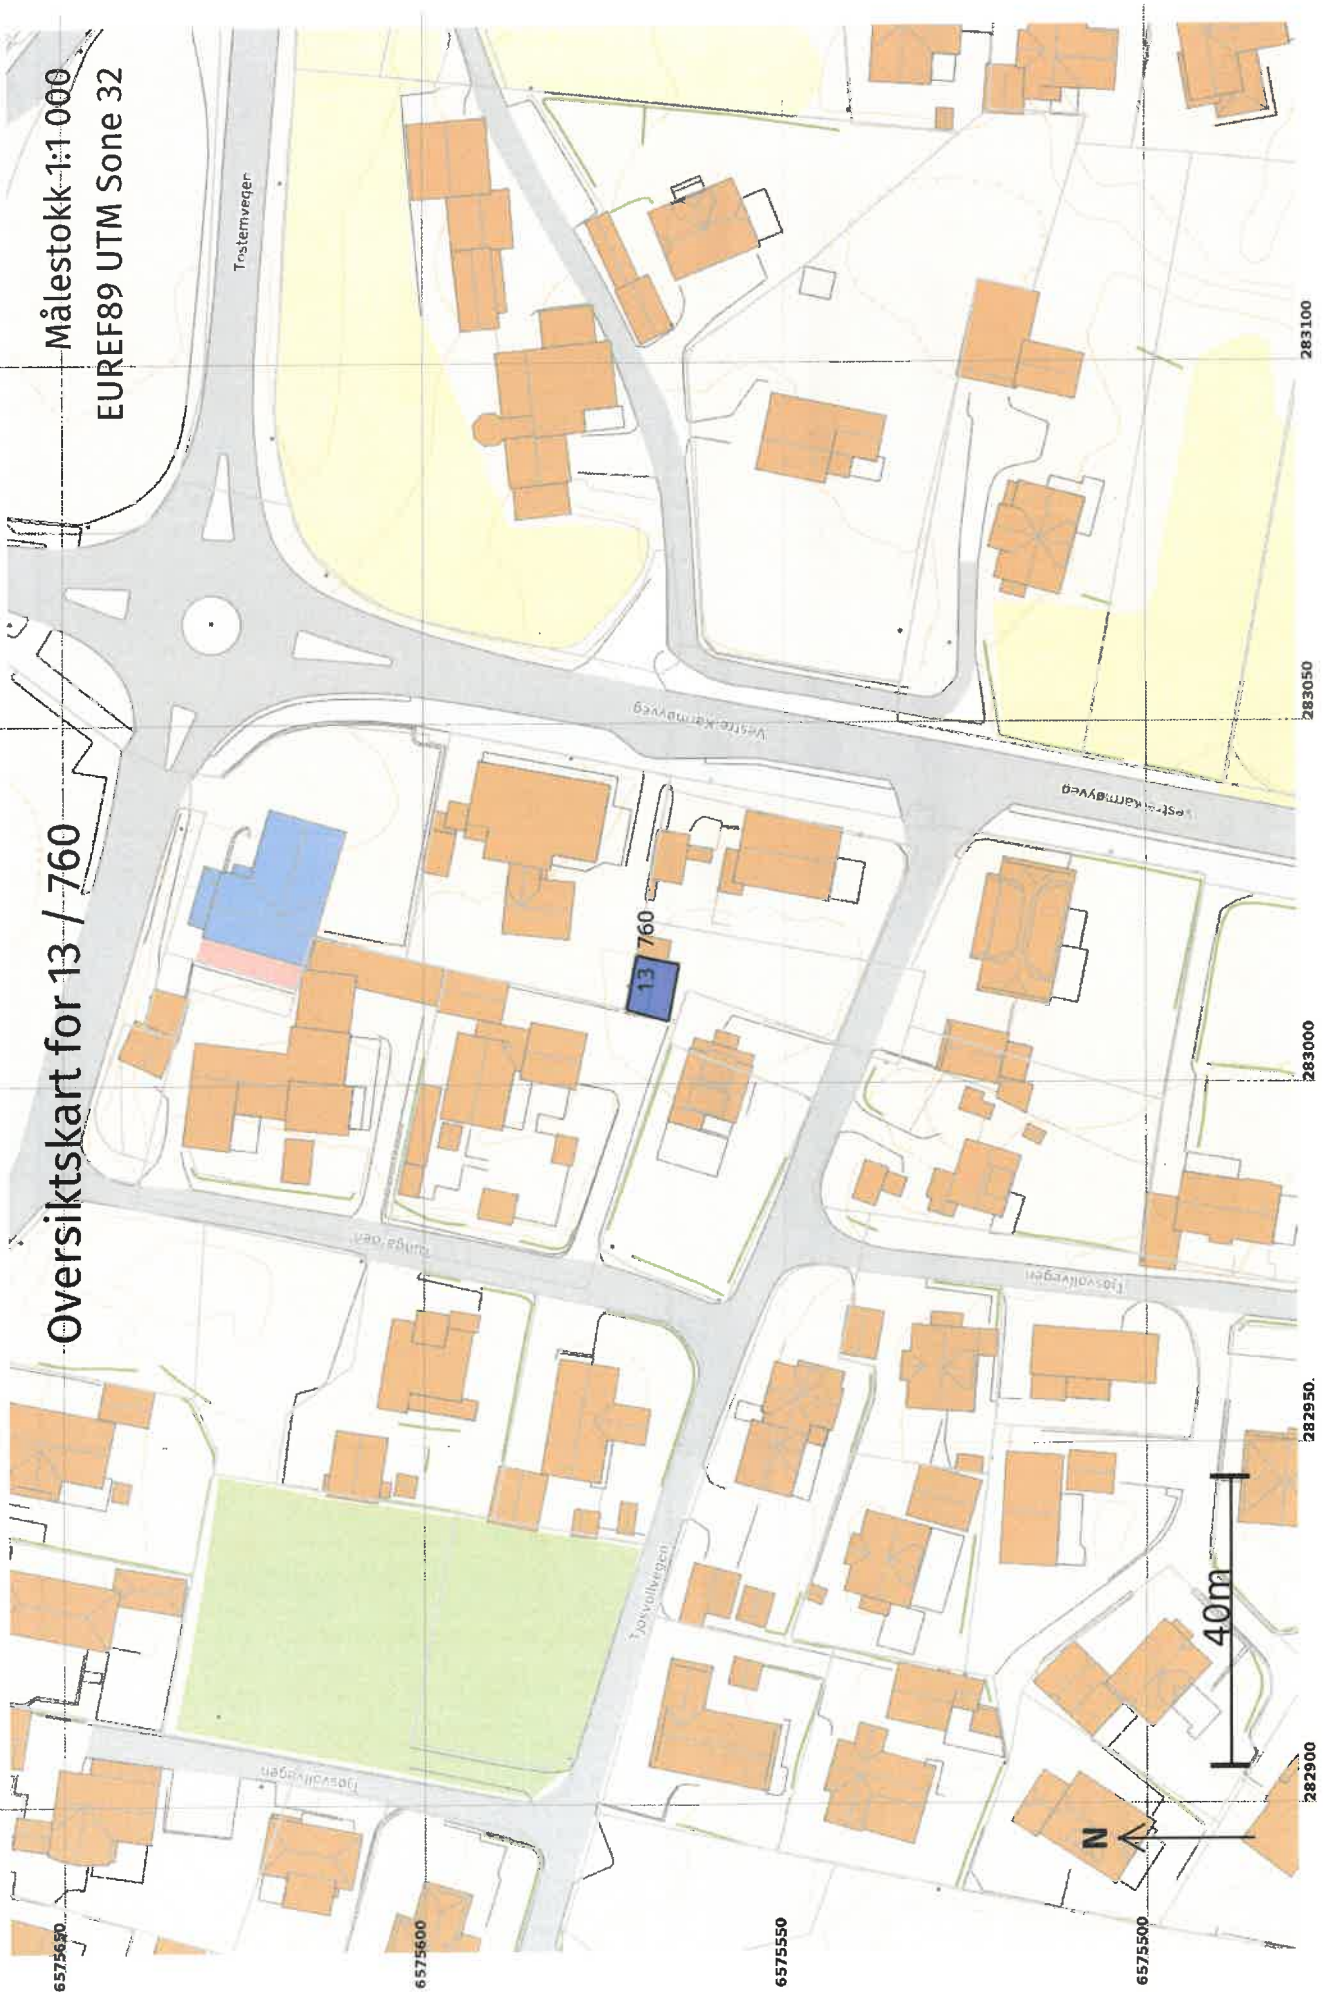 Oversiktskart for 13 / 760
Målestokk 1:1 000
EUREF89 UTM Sone 32
Tostemveger
Vestre Karmøyveg
Vestre Karmøyveg
13 760
Tjøsvollvegen
Tjøsvollvegen
Tjøsvollvegen
6575650
6575600
6575550
6575500
282900
282950
283000
283050
283100
40m
N